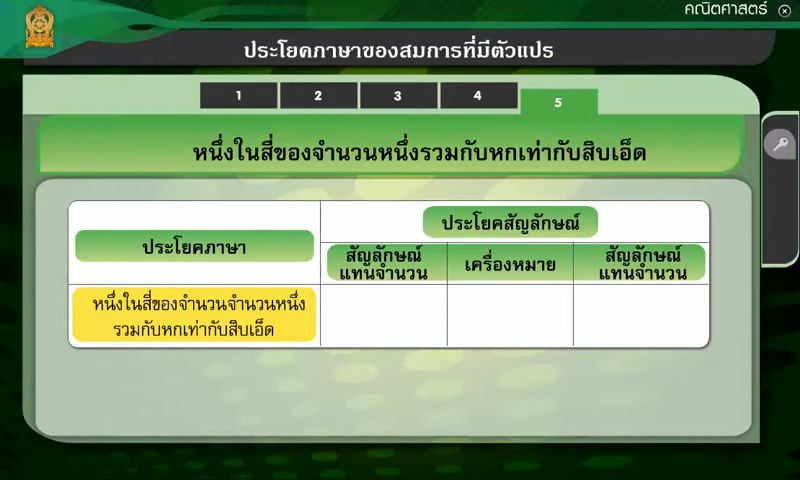 คณิตศาสตร์
ประโยคภาษาของสมการที่มีตัวแปร
1 2 3 4 5
หนึ่งในสี่ของจำนวนหนึ่งรวมกับหกเท่ากับสิบเอ็ด
ประโยคภาษา
ประโยคสัญลักษณ์
สัญลักษณ์
แทนจำนวน
เครื่องหมาย
สัญลักษณ์
แทนจำนวน
หนึ่งในสี่ของจำนวนจำนวนหนึ่ง
รวมกับหกเท่ากับสิบเอ็ด